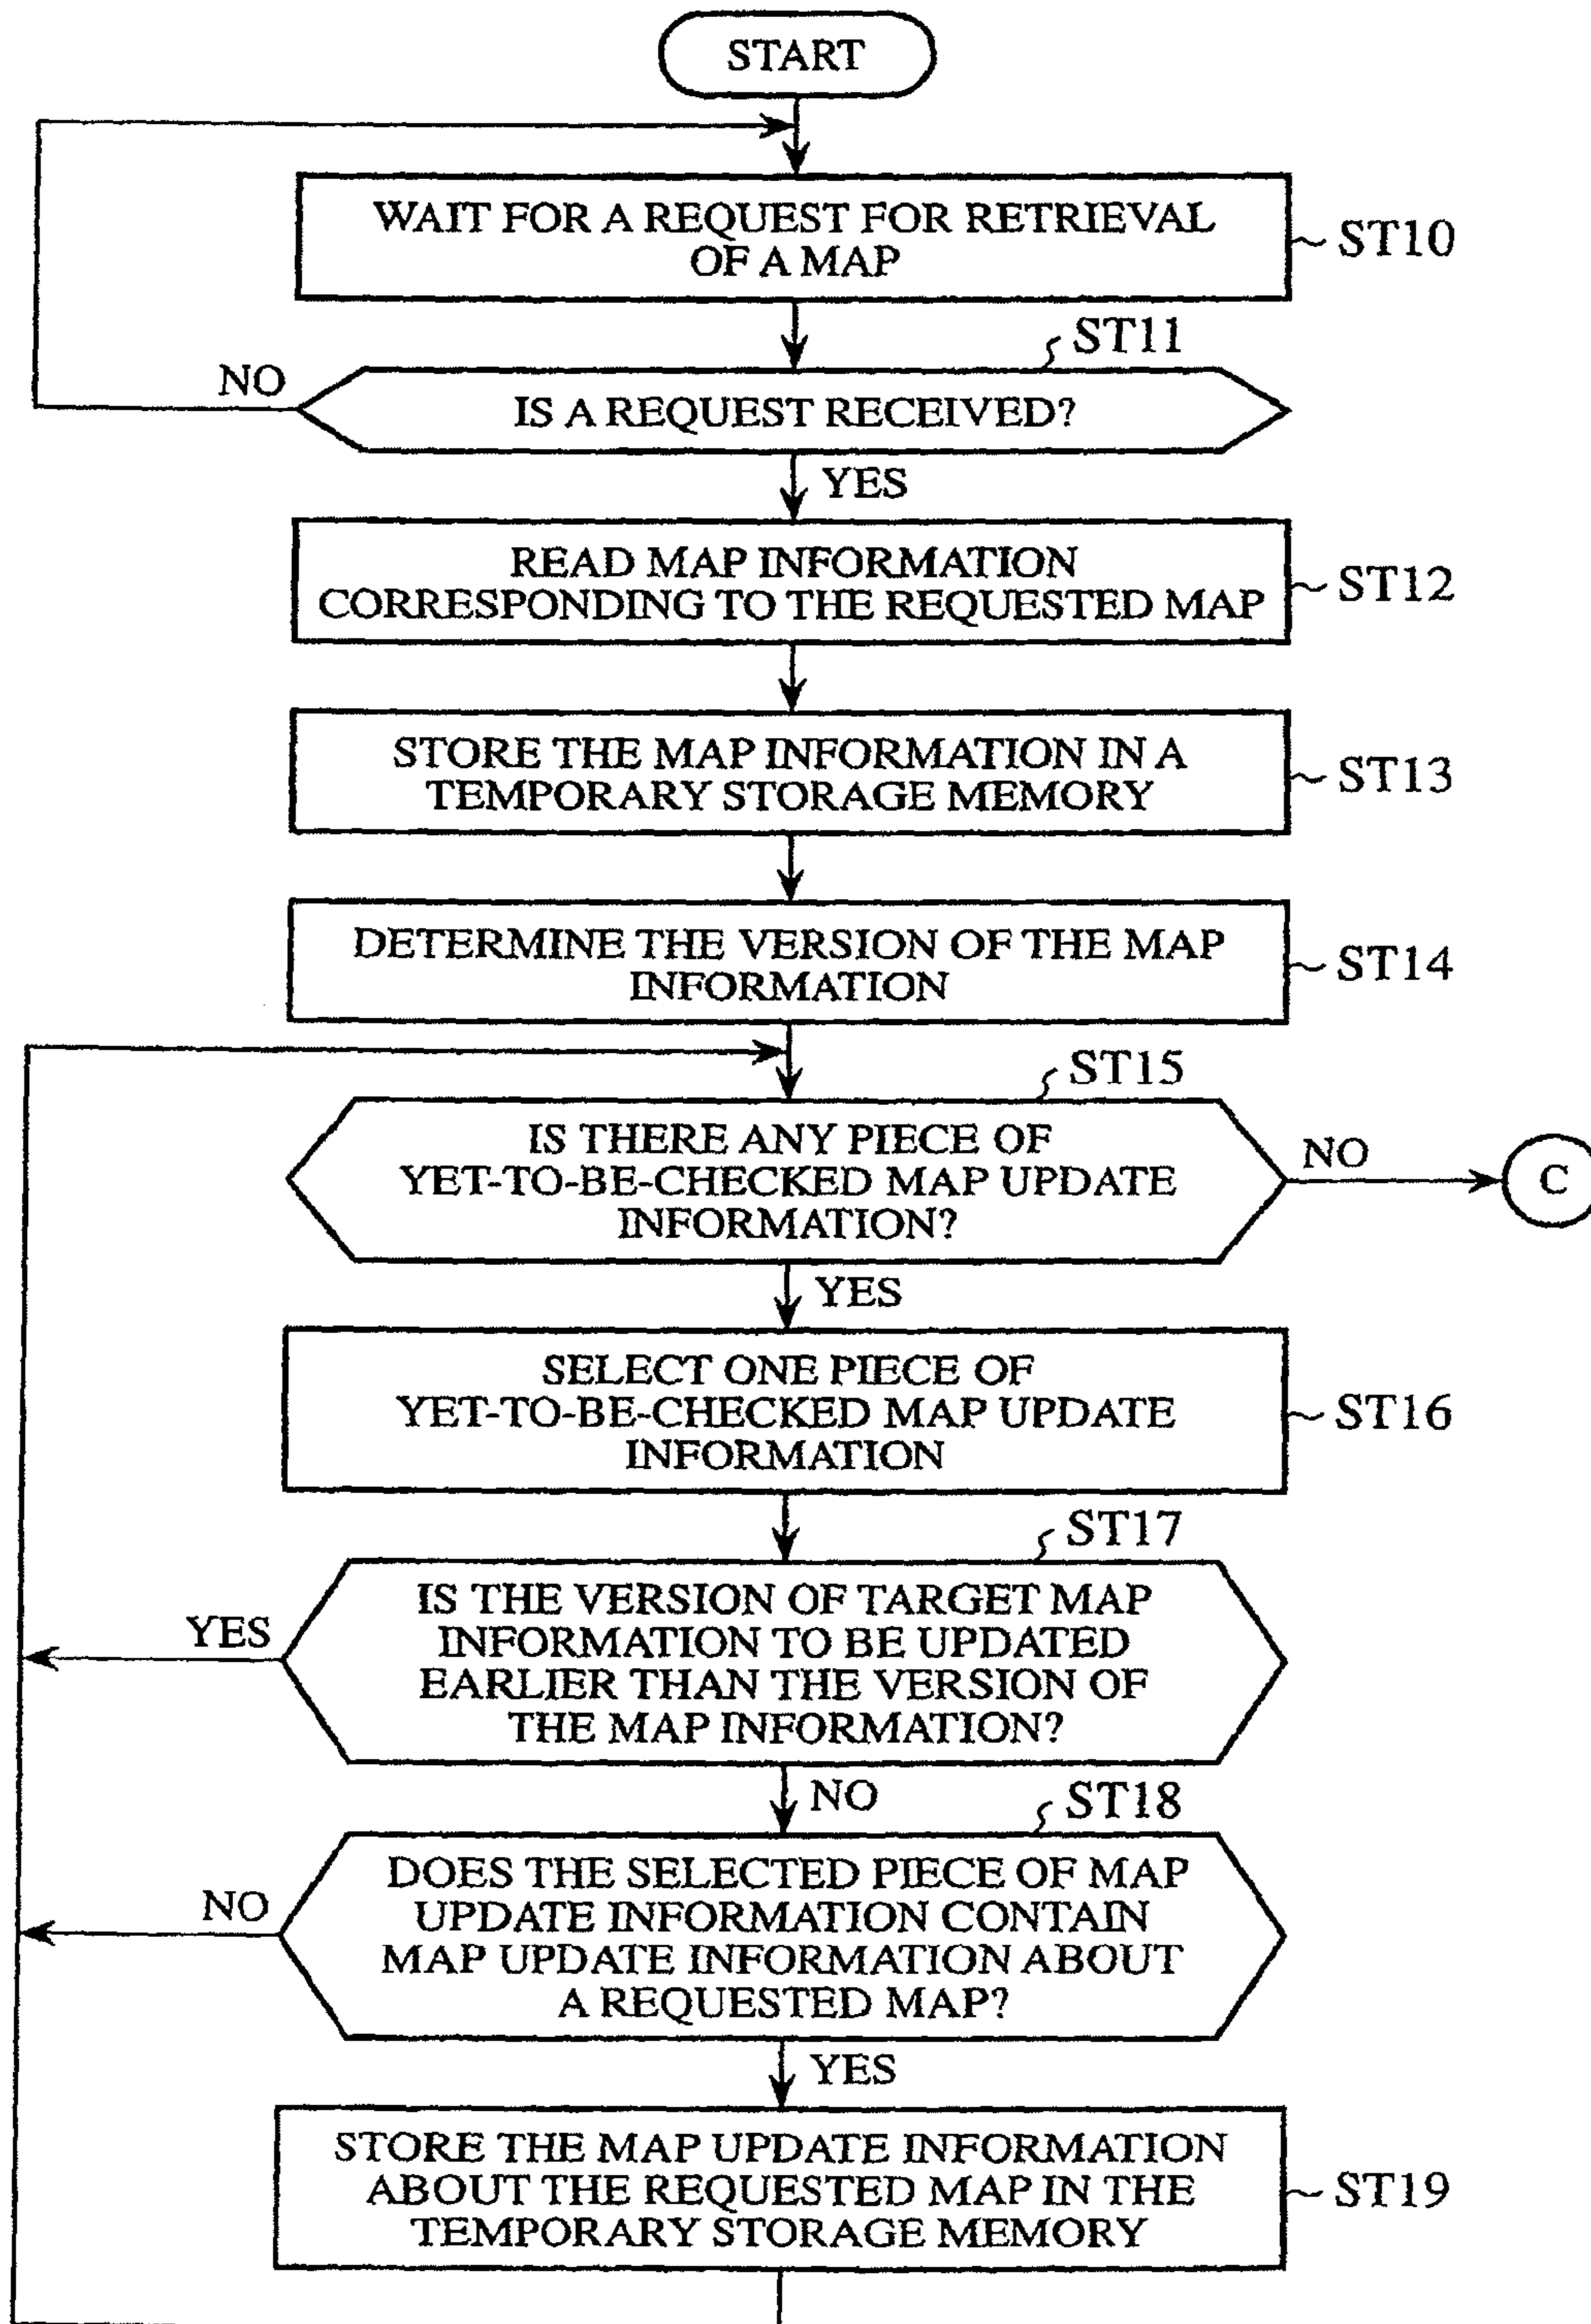 START
WAIT FOR A REQUEST FOR RETRIEVAL
OF A MAP
ST10
ST11
NO
IS A REQUEST RECEIVED?
YES
READ MAP INFORMATION
CORRESPONDING TO THE REQUESTED MAP
ST12
STORE THE MAP INFORMATION IN A
TEMPORARY STORAGE MEMORY
ST13
DETERMINE THE VERSION OF THE MAP
INFORMATION
ST14
ST15
IS THERE ANY PIECE OF
YET-TO-BE-CHECKED MAP UPDATE
INFORMATION?
NO
C
YES
SELECT ONE PIECE OF
YET-TO-BE-CHECKED MAP UPDATE
INFORMATION
ST16
ST17
IS THE VERSION OF TARGET MAP
INFORMATION TO BE UPDATED
EARLIER THAN THE VERSION OF
THE MAP INFORMATION?
YES
NO
ST18
DOES THE SELECTED PIECE OF MAP
UPDATE INFORMATION CONTAIN
MAP UPDATE INFORMATION ABOUT
A REQUESTED MAP?
NO
YES
STORE THE MAP UPDATE INFORMATION
ABOUT THE REQUESTED MAP IN THE
TEMPORARY STORAGE MEMORY
ST19